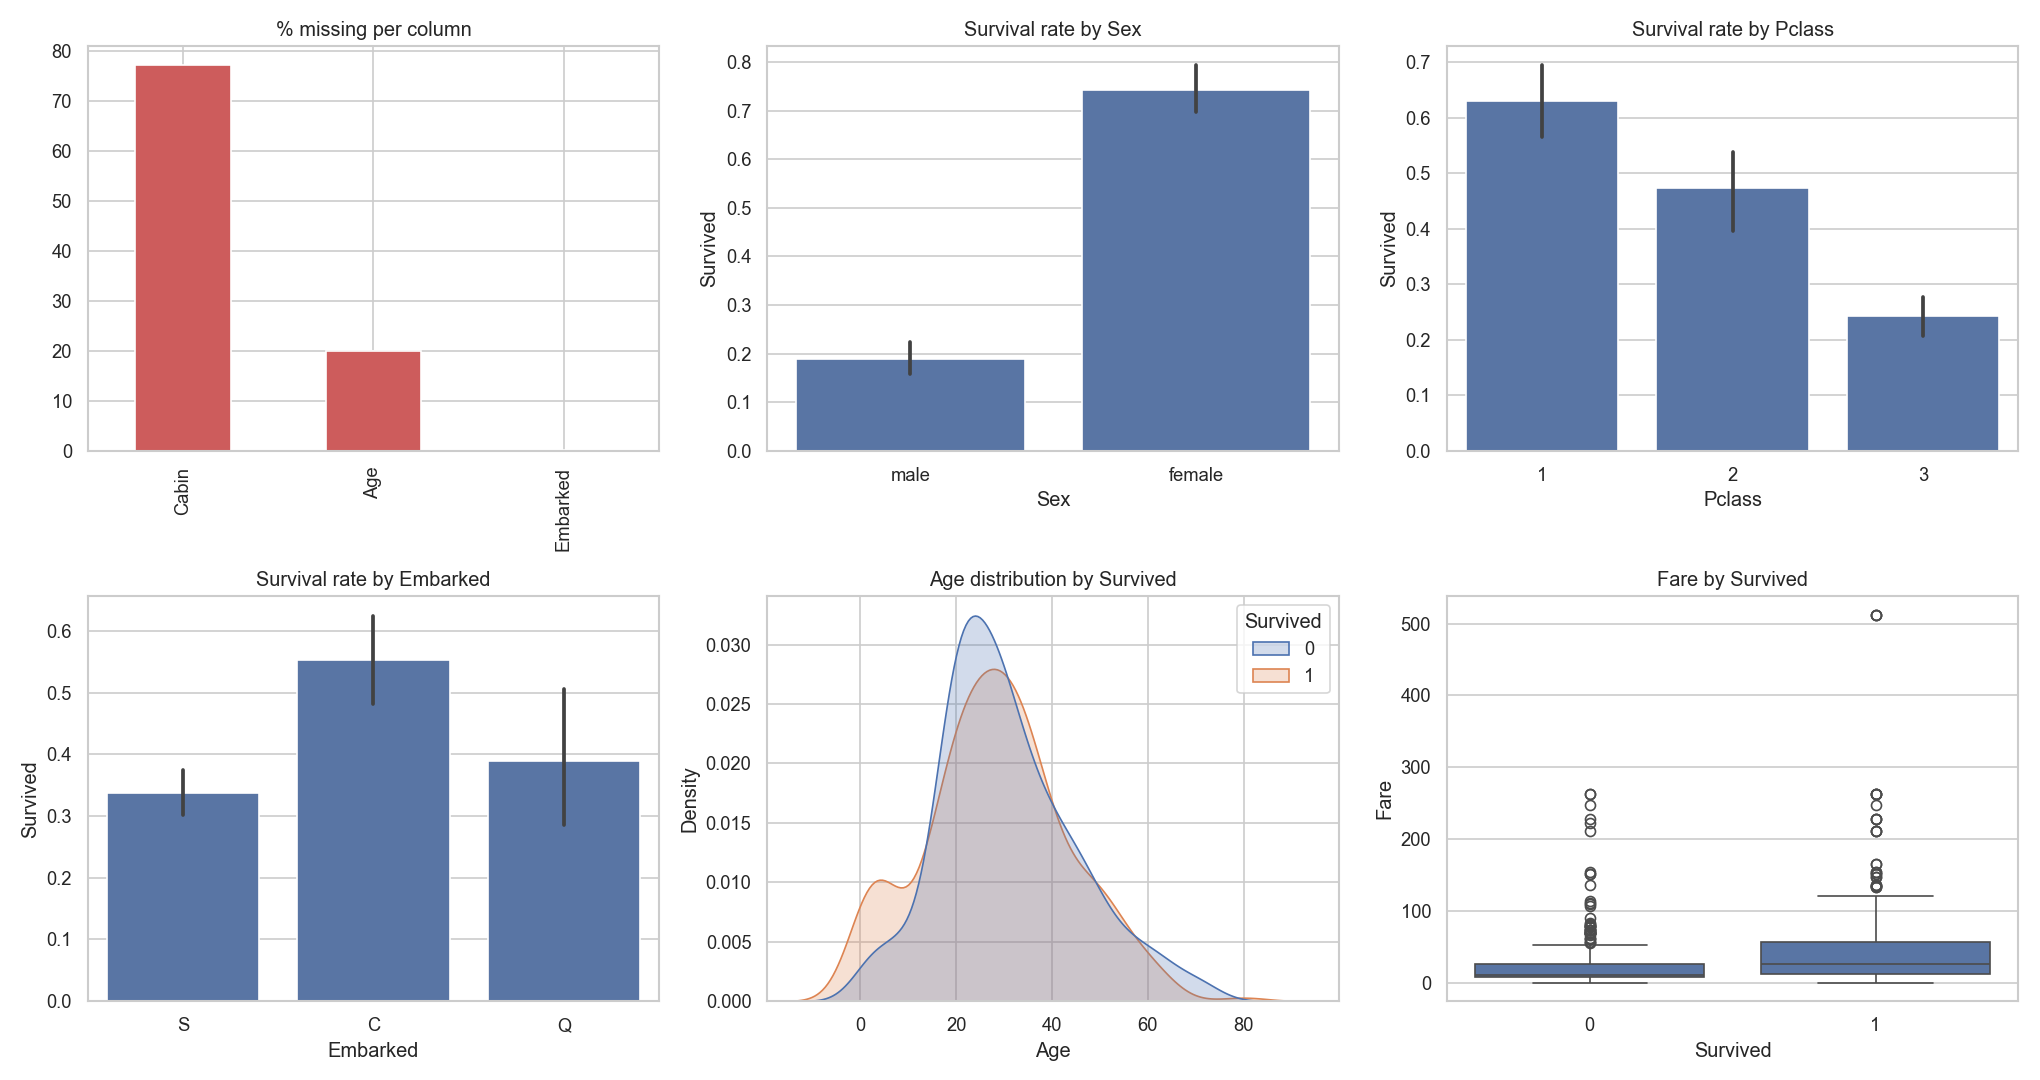 % missing per column
80
70
60
50
40
30
20
10
0
Cabin
Age
Embarked
Survival rate by Sex
Survived
0.8
0.7
0.6
0.5
0.4
0.3
0.2
0.1
0.0
male
female
Sex
Survival rate by Pclass
Survived
0.7
0.6
0.5
0.4
0.3
0.2
0.1
0.0
1
2
3
Pclass
Survival rate by Embarked
Survived
0.6
0.5
0.4
0.3
0.2
0.1
0.0
S
C
Q
Embarked
Age distribution by Survived
Density
0.030
0.025
0.020
0.015
0.010
0.005
0.000
0
20
40
60
80
Age
Survived
0
1
Fare by Survived
Fare
500
400
300
200
100
0
0
1
Survived